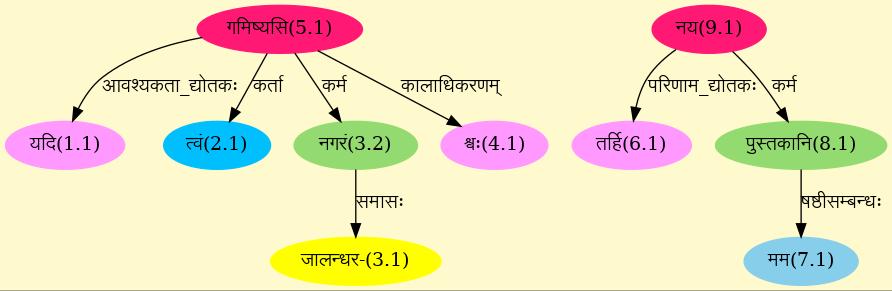 गमिष्यसि(5.1) नय(9.1)
आवश्यकता_द्योतकः कर्ता कर्म कालाधिकरणम् परिणाम_द्योतकः कर्म
यदि(1.1) त्वं(2.1) नगरं(3.2) श्वः(4.1) तर्हि(6.1) पुस्तकानि(8.1)
समासः षष्ठीसम्बन्धः
जालन्धर-(3.1) मम(7.1)